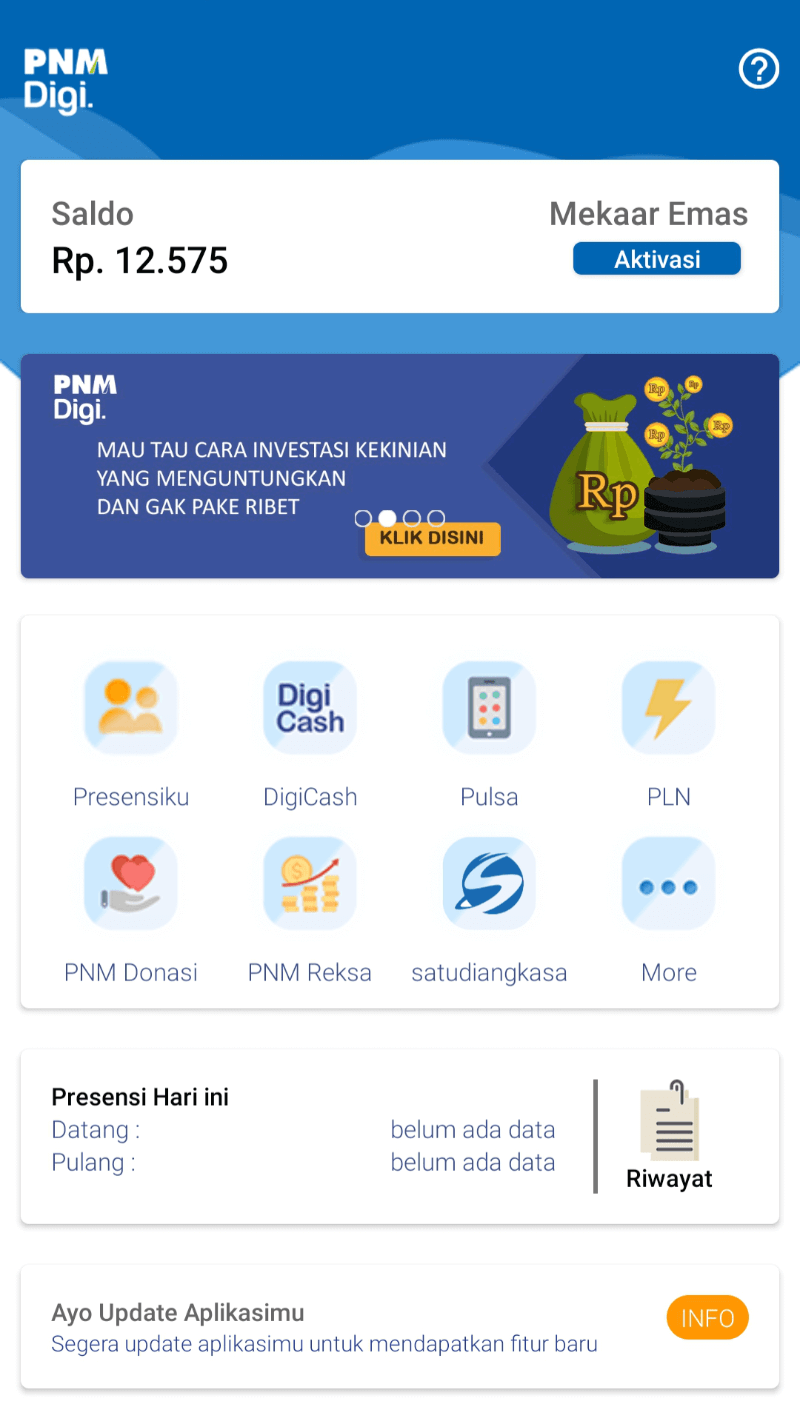 PNM
Digi.
Saldo
Mekaar Emas
Rp. 12.575
Aktivasi
PNM
Digi.
MAU TAU CARA INVESTASI KEKINIAN
YANG MENGUNTUNGKAN
DAN GAK PAKE RIBET
KLIK DISINI
Rp
Rp
Rp
Rp
Rp
Digi
Cash
Presensiku
DigiCash
Pulsa
PLN
PNM Donasi
PNM Reksa
satudiangkasa
More
Presensi Hari ini
Datang : belum ada data
Pulang : belum ada data
Riwayat
Ayo Update Aplikasimu
Segera update aplikasimu untuk mendapatkan fitur baru
INFO